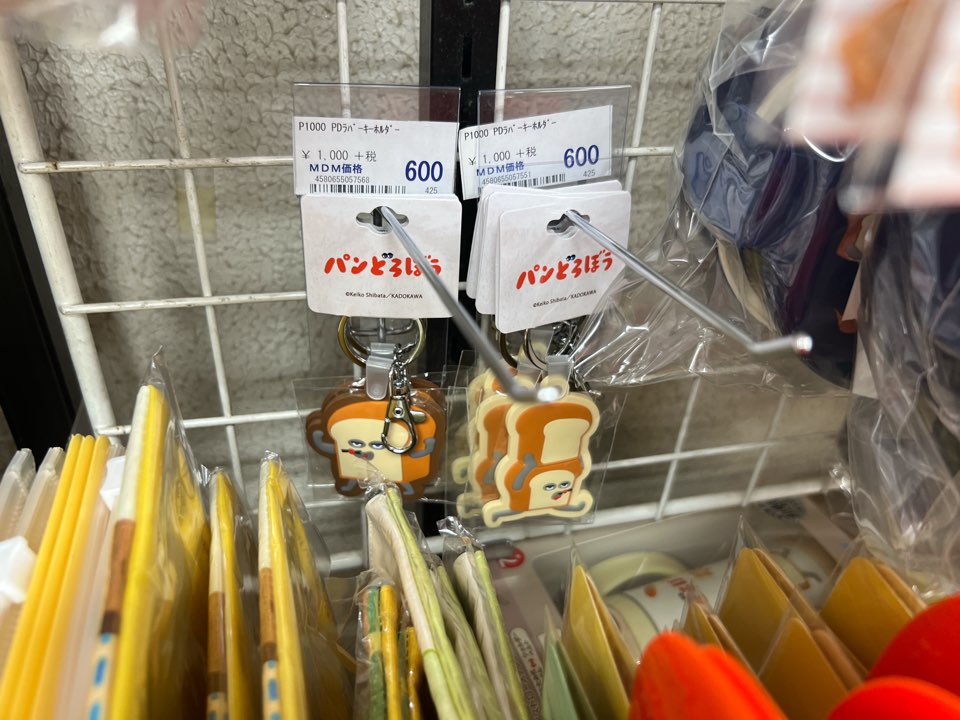 P1000 PDﾗﾊﾞｰｷｰﾎﾙﾀﾞｰ
¥ 1,000 +税
MDM価格
600
4580655057568
425
パンどろぼう
©Keiko Shibata／KADOKAWA
P1000 PDﾗﾊﾞｰｷｰﾎﾙﾀﾞｰ
¥ 1,000 +税
MDM価格
600
4580655057551
425
パンどろぼう
©Keiko Shibata／KADOKAWA